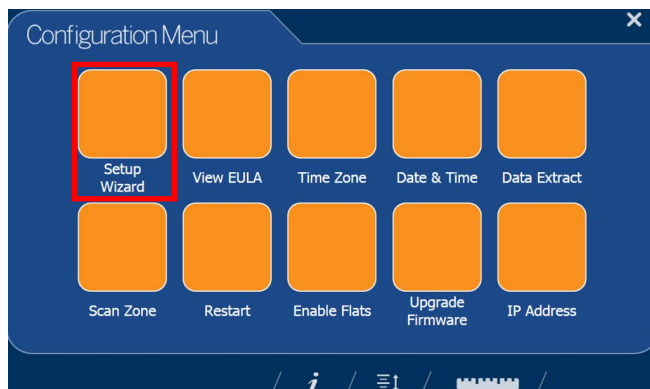 Configuration Menu
Setup
Wizard
View EULA
Time Zone
Date & Time
Data Extract
Scan Zone
Restart
Enable Flats
Upgrade
Firmware
IP Address
i